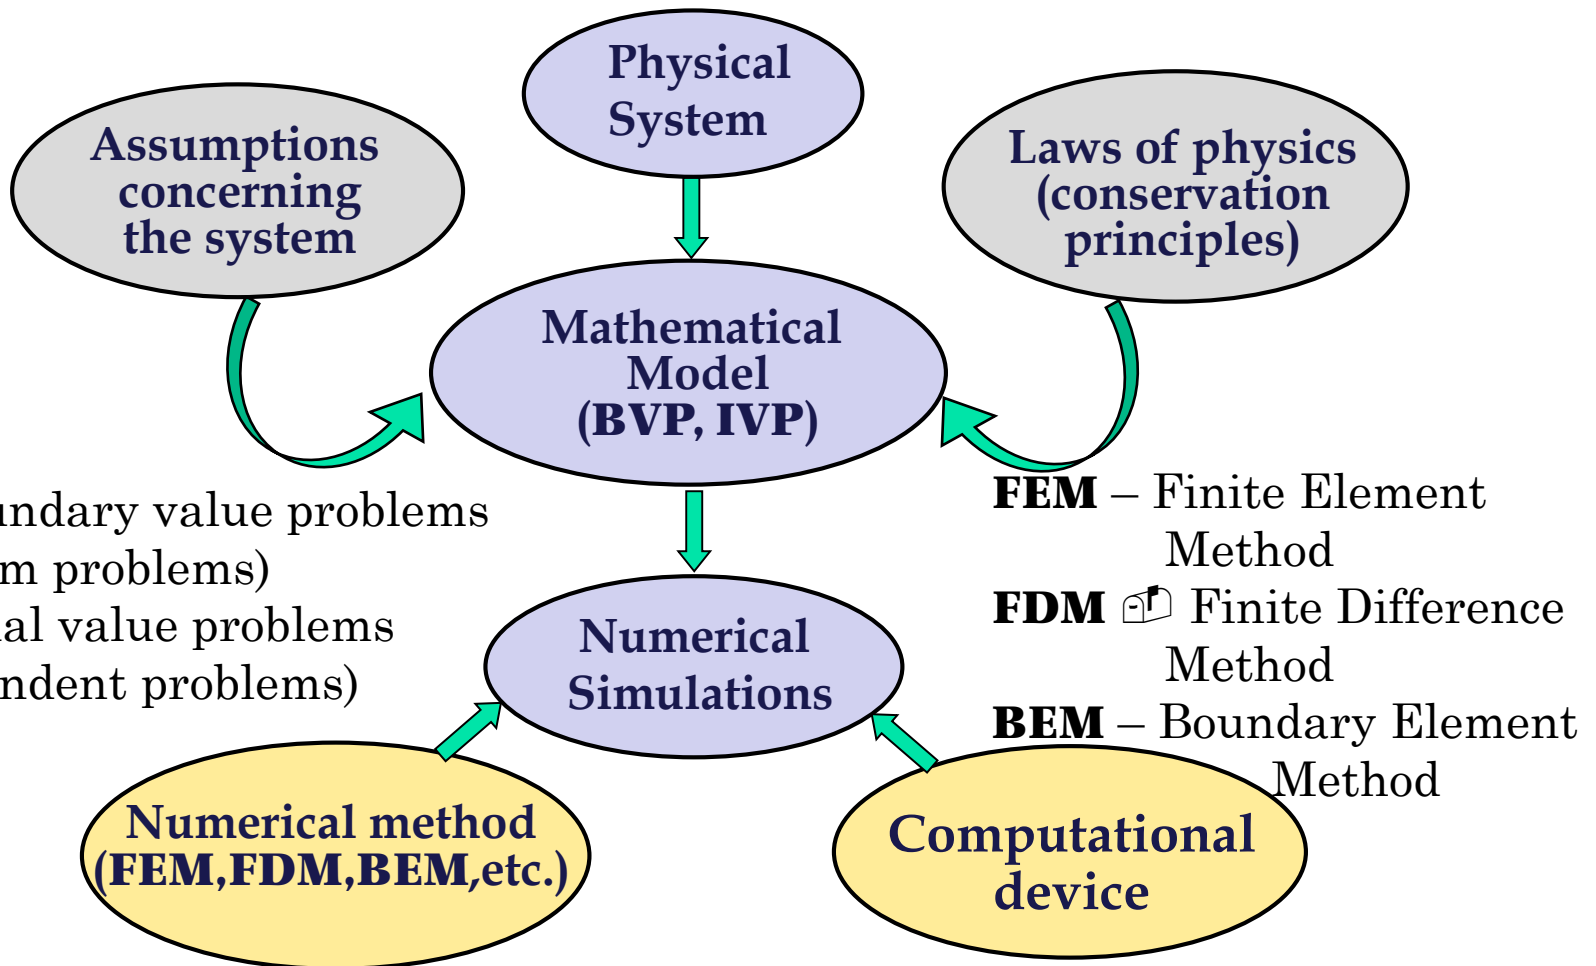 Physical
System
Assumptions
concerning
the system
Laws of physics
(conservation
principles)
Mathematical
Model
(BVP, IVP)
undary value problems
m problems)
al value problems
ndent problems)
FEM – Finite Element
Method
FDM Finite Difference
Method
BEM – Boundary Element
Method
Numerical
Simulations
Numerical method
(FEM,FDM,BEM,etc.)
Computational
device